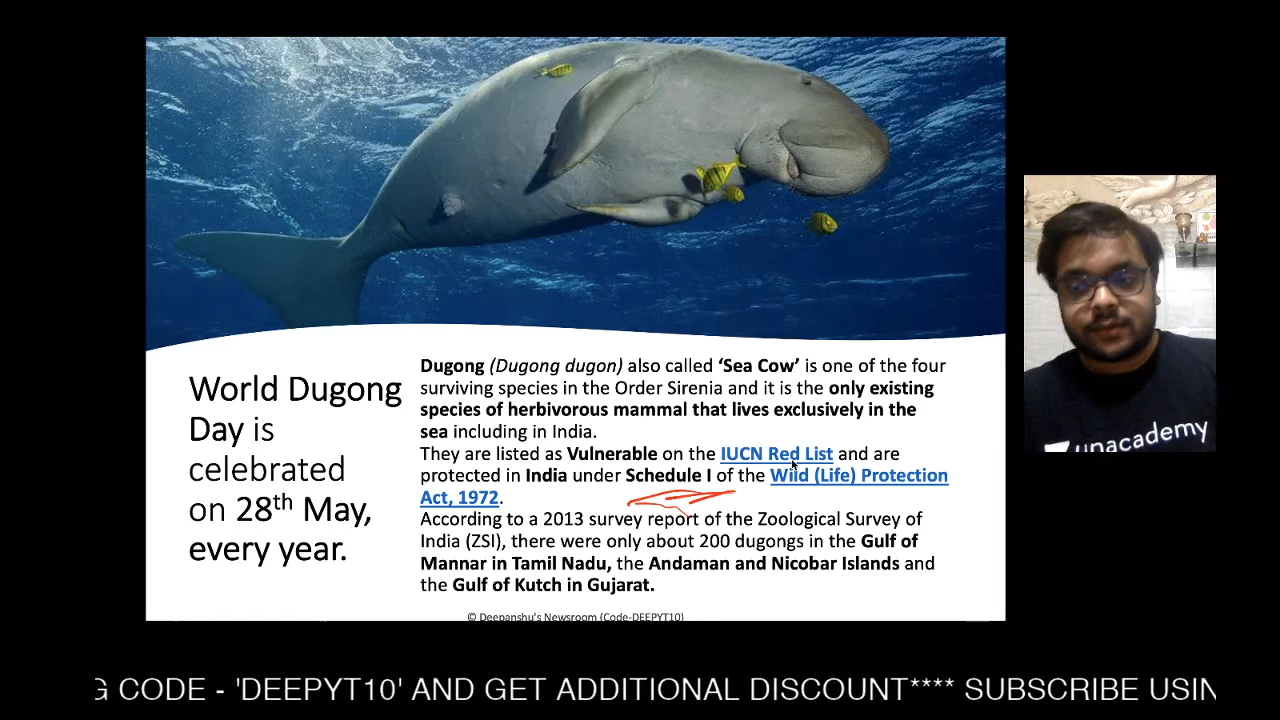 World Dugong
Day is
celebrated
on 28th May,
every year.
Dugong (Dugong dugon) also called ‘Sea Cow’ is one of the four
surviving species in the Order Sirenia and it is the only existing
species of herbivorous mammal that lives exclusively in the
sea including in India.
They are listed as Vulnerable on the IUCN Red List and are
protected in India under Schedule I of the Wild (Life) Protection
Act, 1972.
According to a 2013 survey report of the Zoological Survey of
India (ZSI), there were only about 200 dugongs in the Gulf of
Mannar in Tamil Nadu, the Andaman and Nicobar Islands and
the Gulf of Kutch in Gujarat.
© Deepanshu's Newsroom (Code-DEEPYT10)
unacademy
G CODE - 'DEEPYT10' AND GET ADDITIONAL DISCOUNT**** SUBSCRIBE USIN